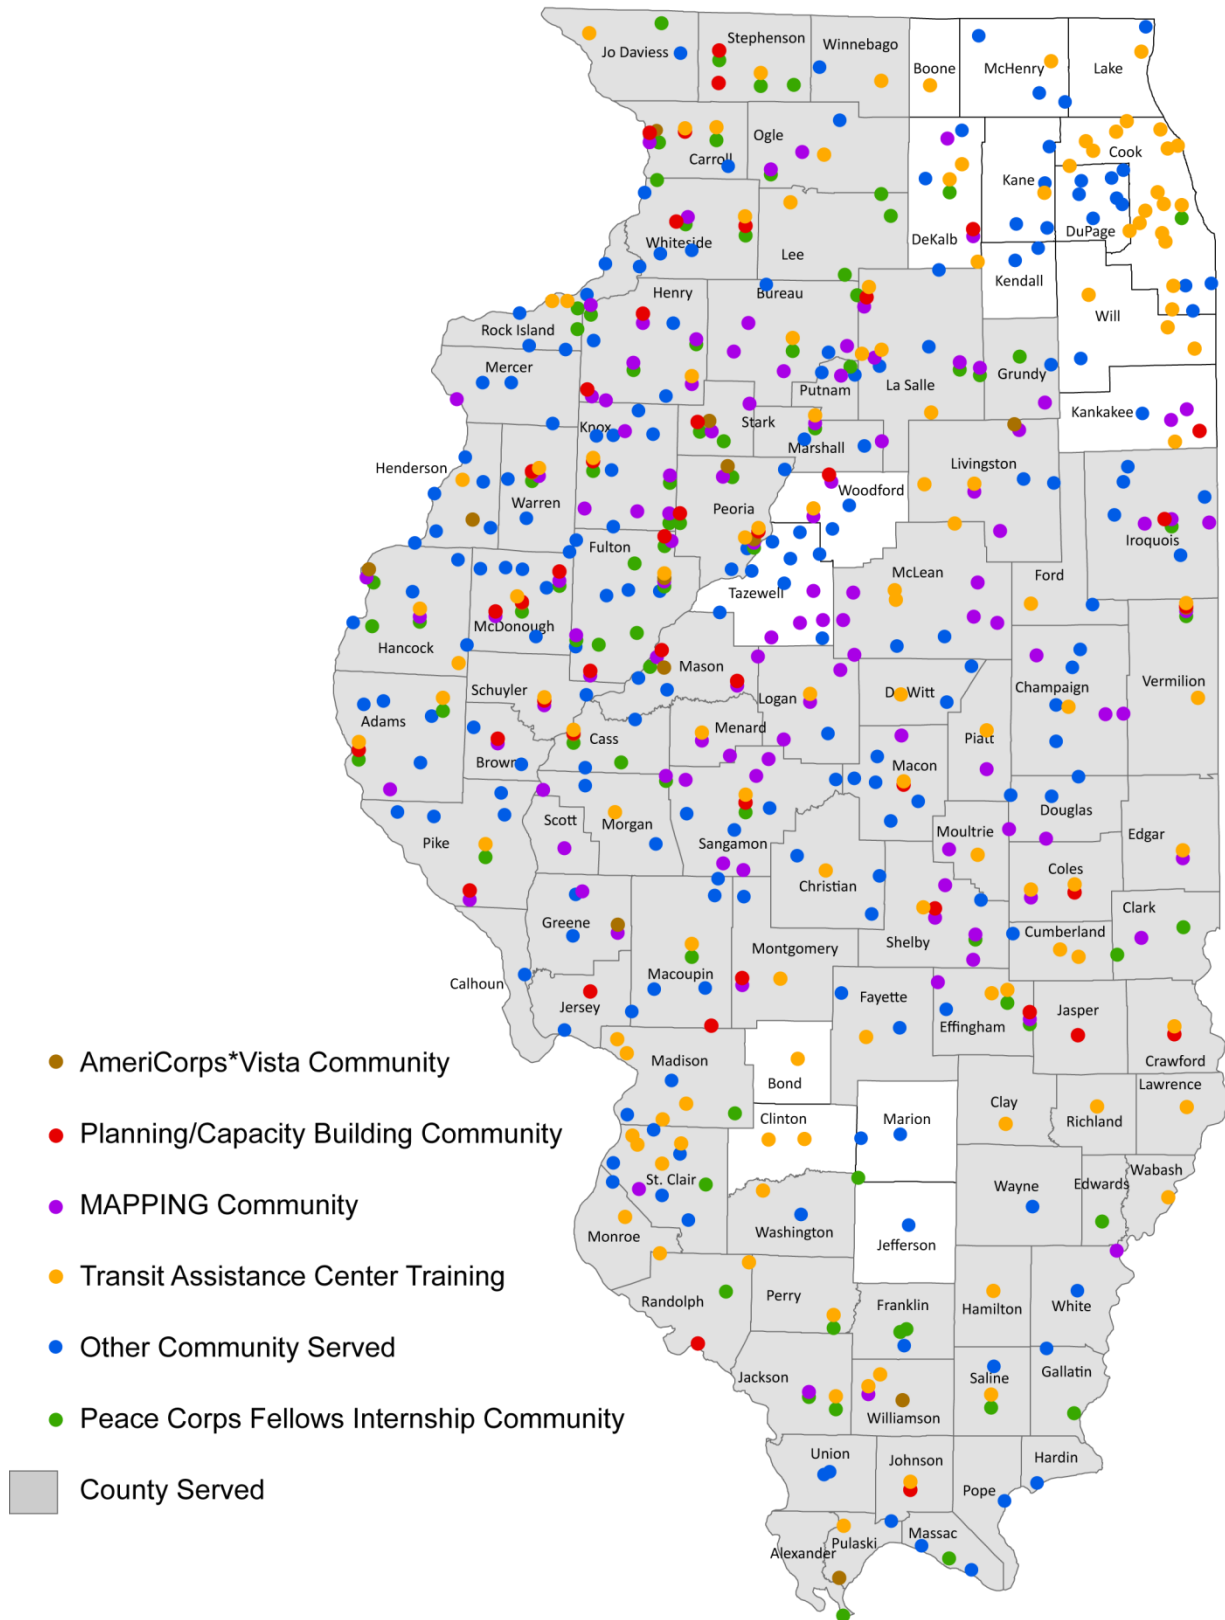 Jo Daviess
Stephenson
Winnebago
Boone
McHenry
Lake
Carroll
Ogle
Cook
Kane
DuPage
DeKalb
Whiteside
Lee
Kendall
Will
Henry
Bureau
Rock Island
Mercer
Putnam
La Salle
Grundy
Kankakee
Knox
Stark
Marshall
Henderson
Warren
Peoria
Woodford
Livingston
Iroquois
Fulton
Tazewell
McLean
Ford
Hancock
McDonough
Mason
Schuyler
Logan
De Witt
Champaign
Vermilion
Adams
Brown
Cass
Menard
Macon
Piatt
Douglas
Edgar
Scott
Morgan
Sangamon
Moultrie
Pike
Christian
Coles
Clark
Greene
Shelby
Cumberland
Calhoun
Jersey
Macoupin
Montgomery
Fayette
Effingham
Jasper
Crawford
AmeriCorps*Vista Community
Madison
Bond
Lawrence
Clay
Richland
Clinton
Marion
Planning/Capacity Building Community
St. Clair
Wayne
Edwards
Wabash
MAPPING Community
Monroe
Washington
Jefferson
Transit Assistance Center Training
Randolph
Perry
Franklin
Hamilton
White
Other Community Served
Jackson
Saline
Gallatin
Williamson
Peace Corps Fellows Internship Community
Union
Johnson
Hardin
Pope
County Served
Alexander
Pulaski
Massac